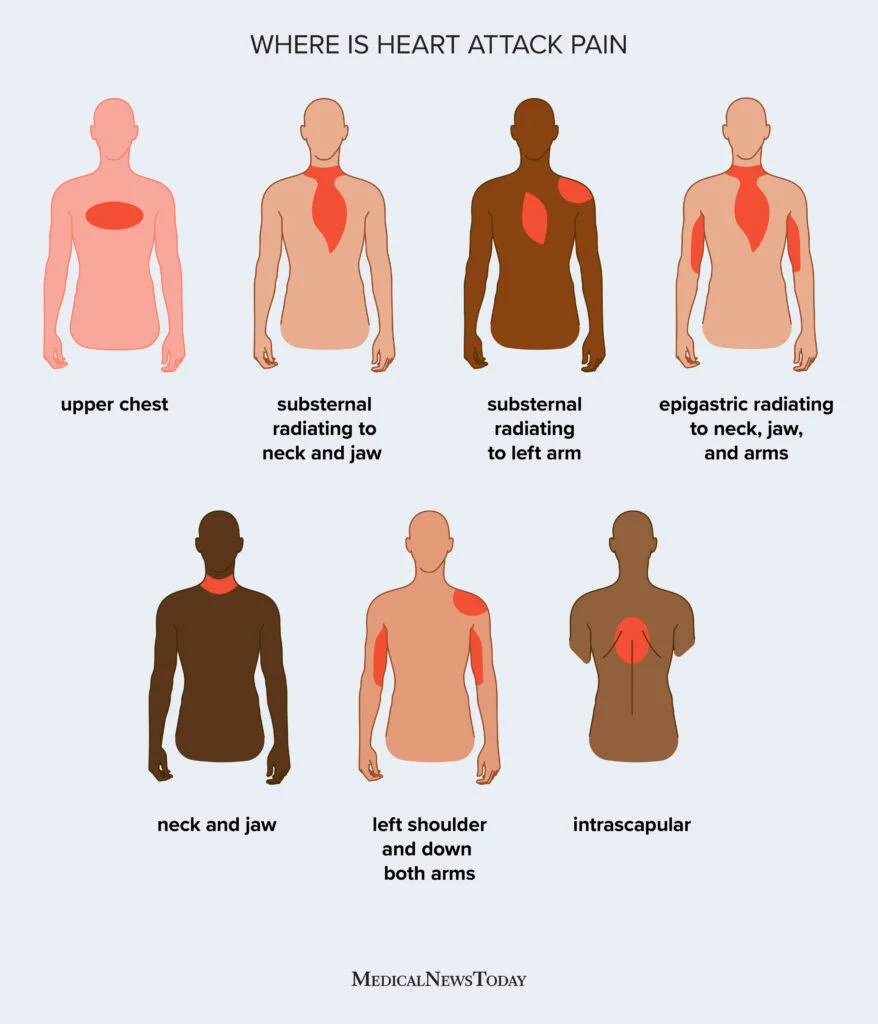 WHERE IS HEART ATTACK PAIN
upper chest
substernal
radiating to
neck and jaw
substernal
radiating
to left arm
epigastric radiating
to neck, jaw,
and arms
neck and jaw
left shoulder
and down
both arms
intrascapular
MEDICALNEWSTODAY